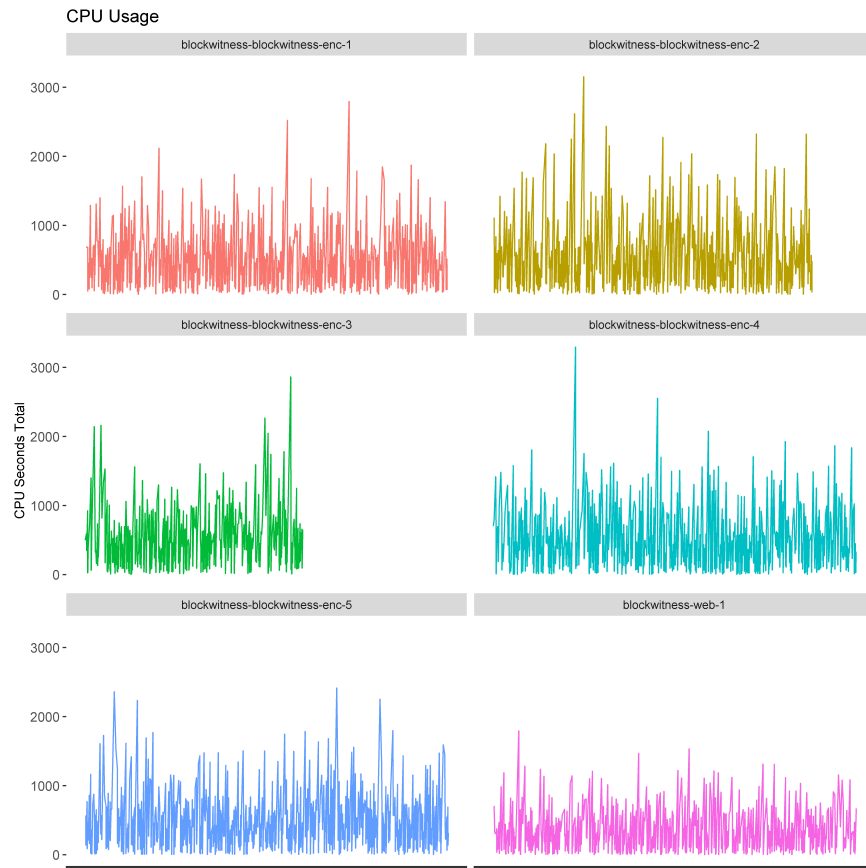 CPU Usage
blockwitness-blockwitness-enc-1
blockwitness-blockwitness-enc-2
3000
2000
1000
0
blockwitness-blockwitness-enc-3
blockwitness-blockwitness-enc-4
CPU Seconds Total
3000
2000
1000
0
blockwitness-blockwitness-enc-5
blockwitness-web-1
3000
2000
1000
0